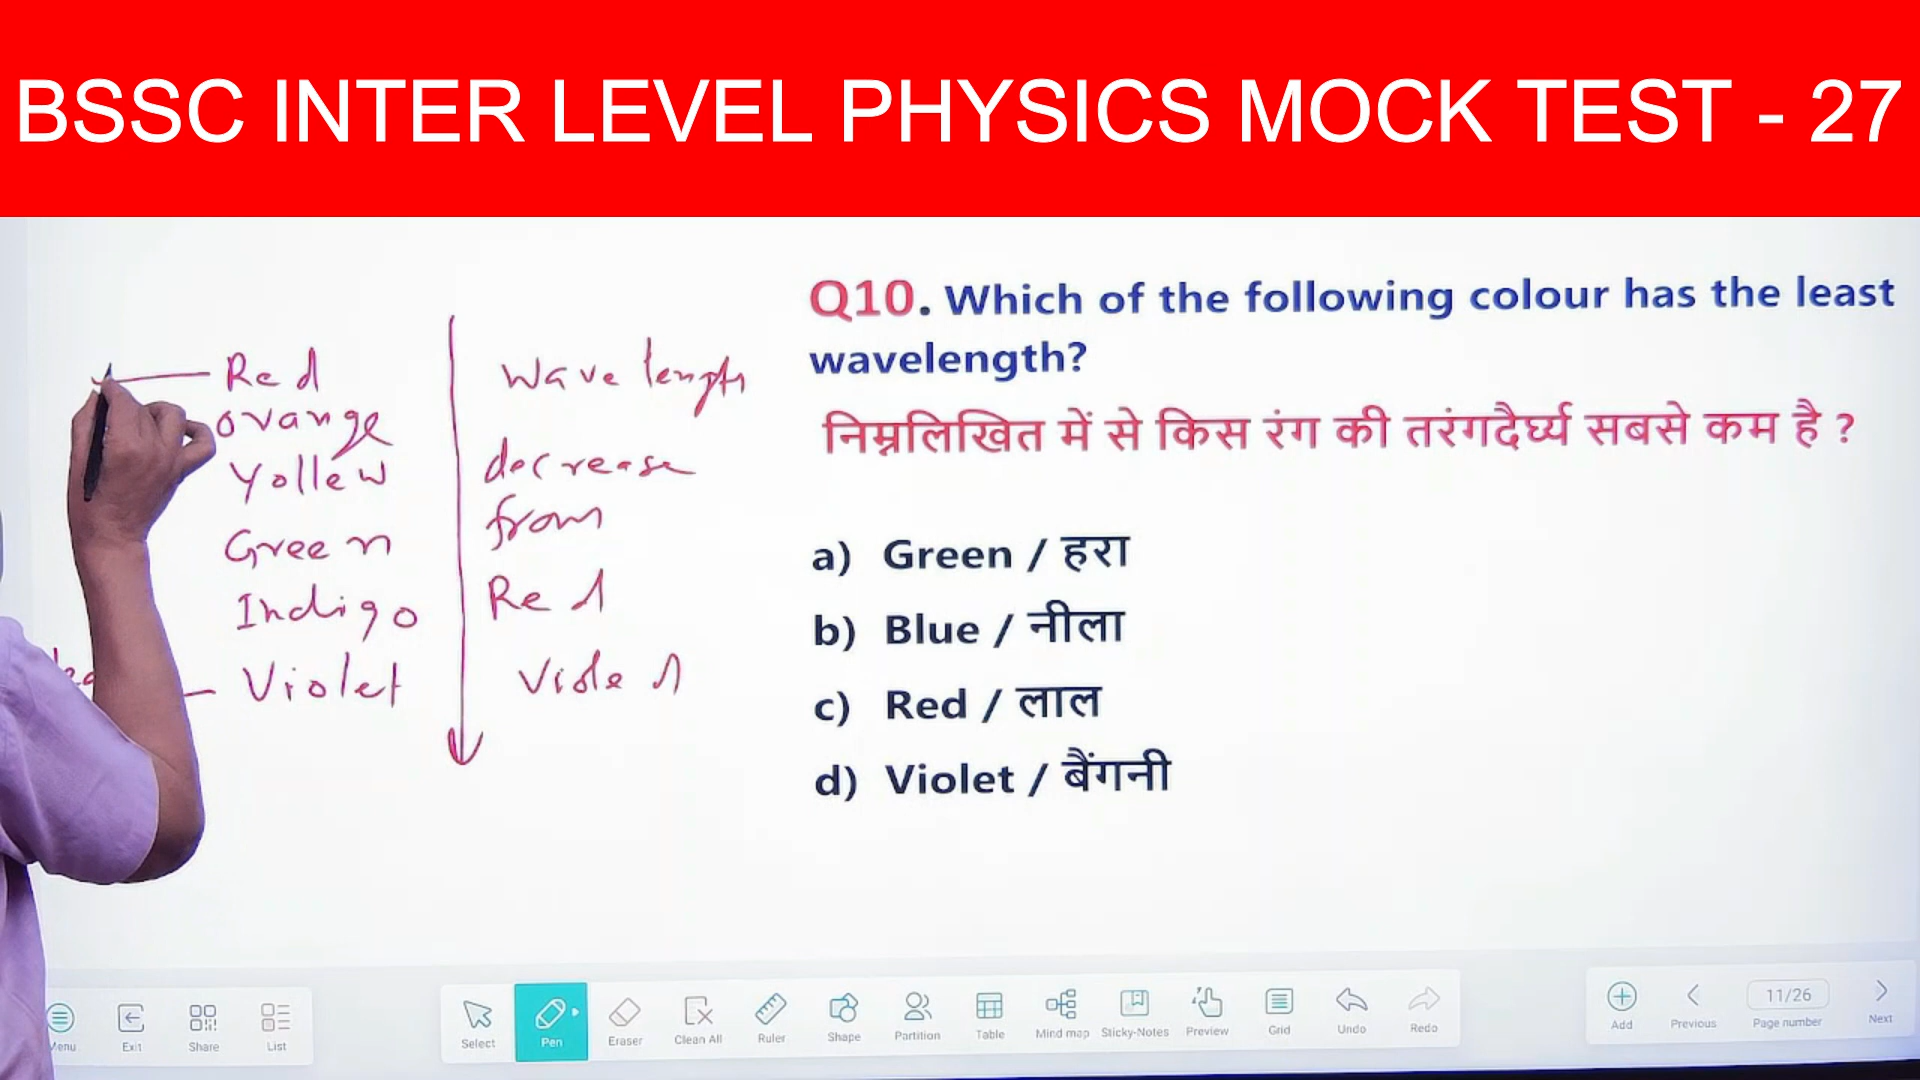 BSSC INTER LEVEL PHYSICS MOCK TEST - 27
Q10. Which of the following colour has the least
wavelength?
निम्नलिखित में से किस रंग की तरंगदैर्घ्य सबसे कम है ?
a) Green / हरा
b) Blue / नीला
c) Red / लाल
d) Violet / बैंगनी
Red
orange
Yollew
Green
Indigo
Violet
Wave length
decrease
from
Red
Menu Exit Share List
Select Pen Eraser Clean All Ruler Shape Partition Table Mind map Sticky-Notes Preview Grid Undo Redo
Add Previous 11/26 Page number Next